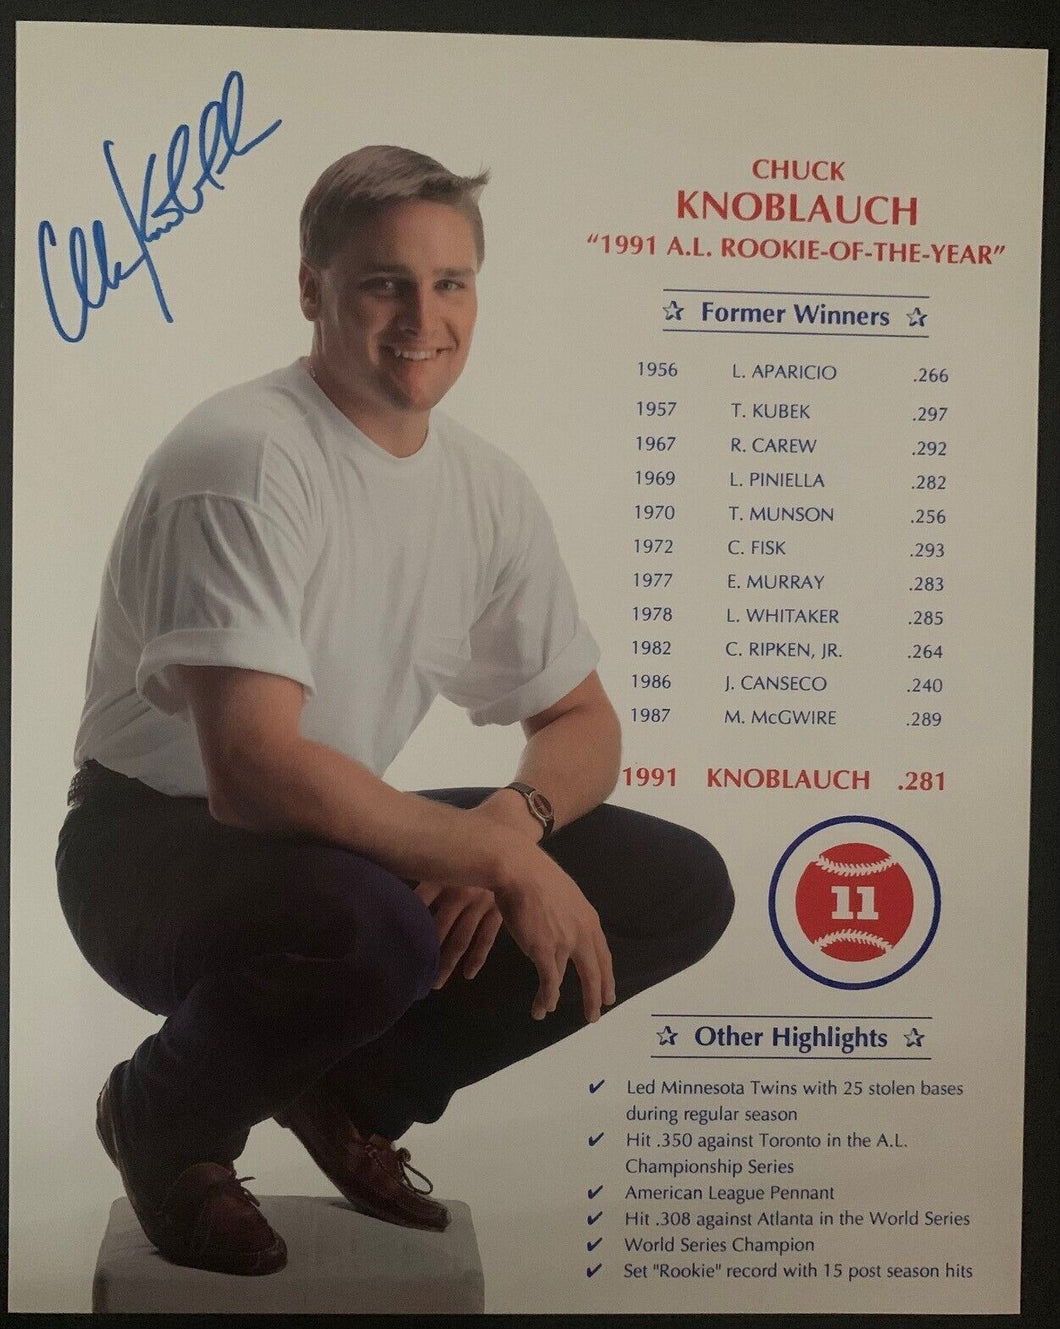 Chuck Knoblauch
CHUCK
KNOBLAUCH
“1991 A.L. ROOKIE-OF-THE-YEAR”
☆ Former Winners ☆
1956 L. APARICIO .266
1957 T. KUBEK .297
1967 R. CAREW .292
1969 L. PINIELLA .282
1970 T. MUNSON .256
1972 C. FISK .293
1977 E. MURRAY .283
1978 L. WHITAKER .285
1982 C. RIPKEN, JR. .264
1986 J. CANSECO .240
1987 M. McGWIRE .289
1991 KNOBLAUCH .281
11
☆ Other Highlights ☆
✓ Led Minnesota Twins with 25 stolen bases
during regular season
✓ Hit .350 against Toronto in the A.L.
Championship Series
✓ American League Pennant
✓ Hit .308 against Atlanta in the World Series
✓ World Series Champion
✓ Set "Rookie" record with 15 post season hits